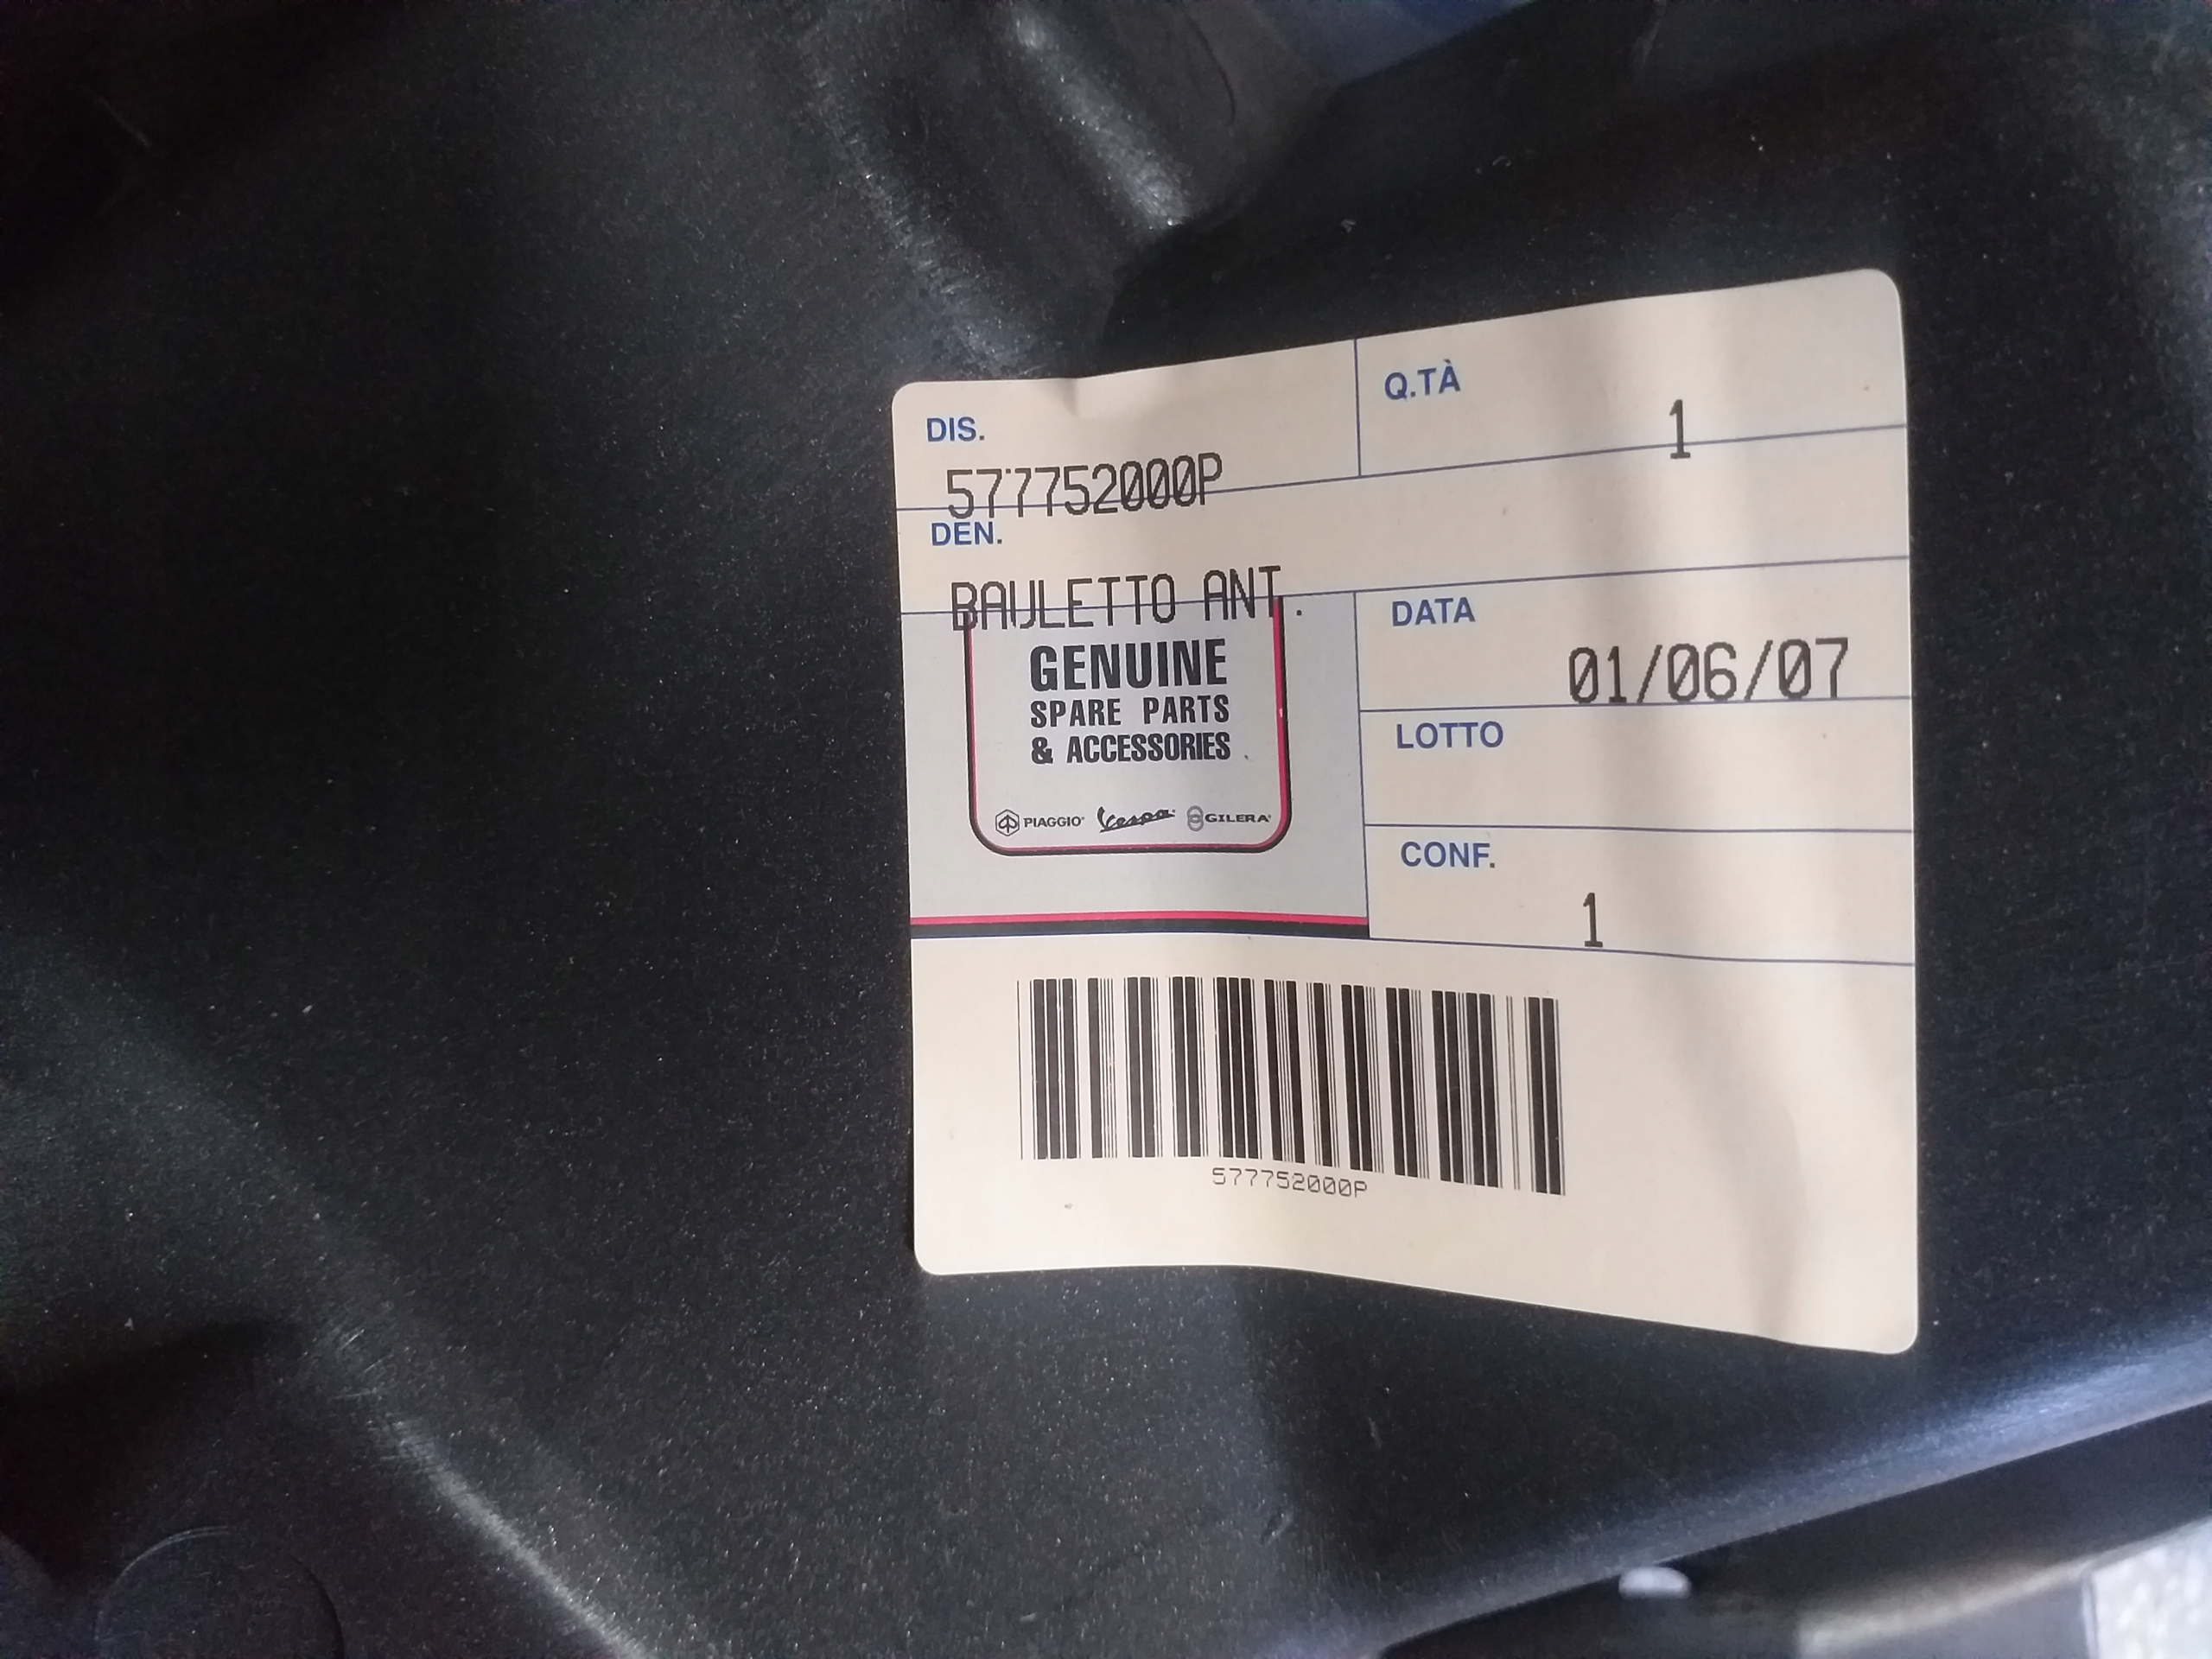 DIS.
577752000P
Q.TÀ
1
DEN.
BAULETTO ANT.
GENUINE
SPARE PARTS
& ACCESSORIES
PIAGGIO Vespa GILERA
DATA
01/06/07
LOTTO
CONF.
1
577752000P